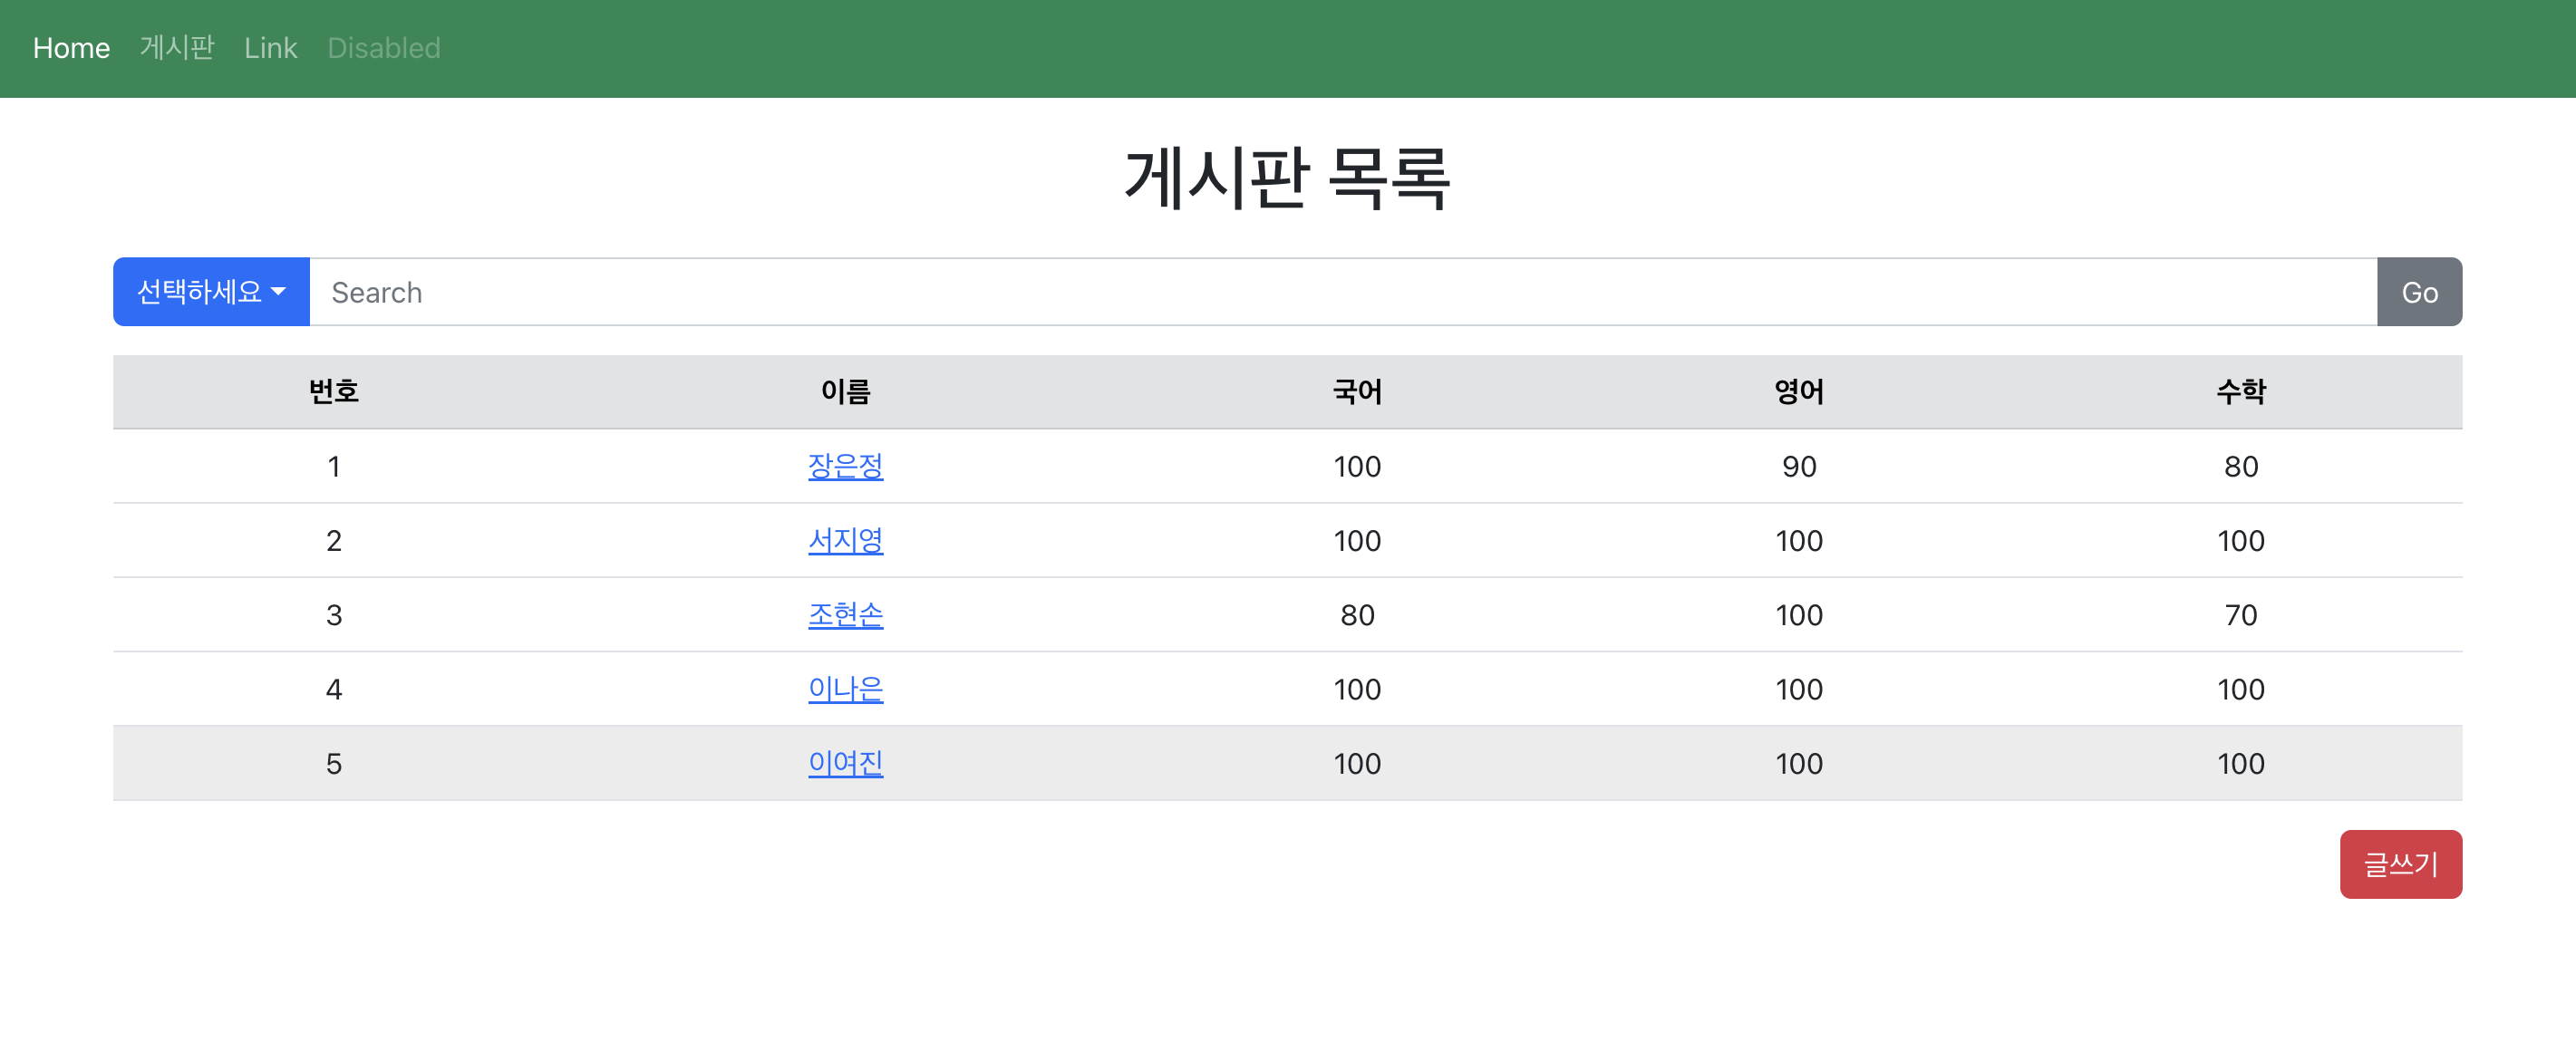 Home 게시판 Link Disabled
게시판 목록
선택하세요 Search Go
번호 이름 국어 영어 수학
1 장은정 100 90 80
2 서지영 100 100 100
3 조현손 80 100 70
4 이나은 100 100 100
5 이여진 100 100 100
글쓰기